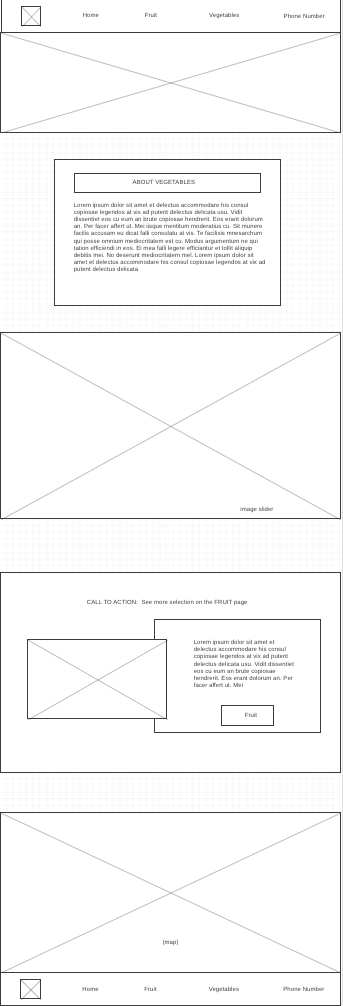 Home Fruit Vegetables Phone Number
ABOUT VEGETABLES
Lorem ipsum dolor sit amet et delectus accommodare his consul
copiosae legendos at vix ad putent delectus delicata usu. Vidit
dissentiet eos cu eum an brute copiosae hendrerit. Eos erant dolorum
an. Per facer affert ut. Mei iisque mentitum moderatius cu. Sit munere
facilis accusam eu dicat falli consulatu at vis. Te facilisis mnesarchum
qui posse omnium mediocritatem est cu. Modus argumentum ne qui
tation efficiendi in eos. Ei mea falli legere efficiantur et tollit aliquip
debitis mei. No deserunt mediocritatem mel. Lorem ipsum dolor sit
amet et delectus accommodare his consul copiosae legendos at vix ad
putent delectus delicata
image slider
CALL TO ACTION: See more selection on the FRUIT page
Lorem ipsum dolor sit amet et
delectus accommodare his consul
copiosae legendos at vix ad putent
delectus delicata usu. Vidit dissentiet
eos cu eum an brute copiosae
hendrerit. Eos erant dolorum an. Per
facer affert ut. Mei
Fruit
(map)
Home Fruit Vegetables Phone Number